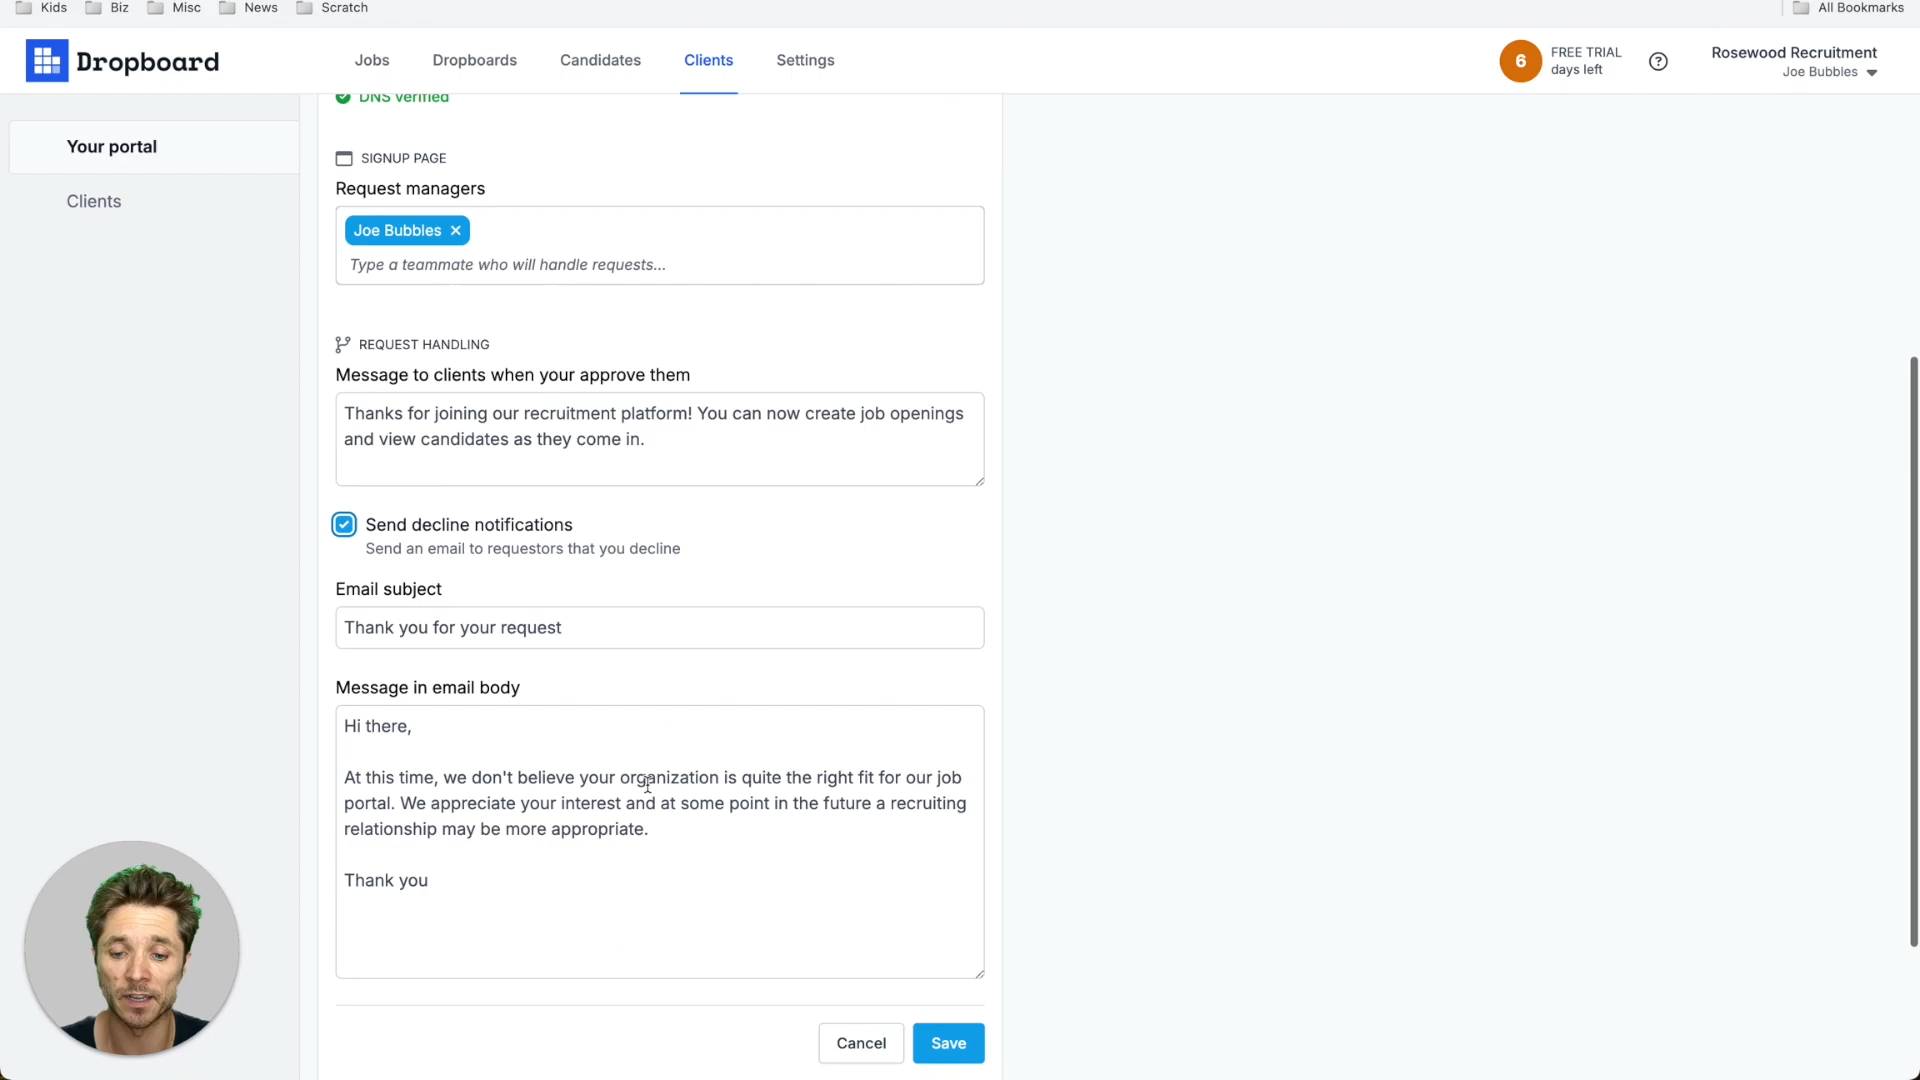 Kids Biz Misc News Scratch All Bookmarks
Dropboard Jobs Dropboards Candidates Clients Settings 6 FREE TRIAL days left Rosewood Recruitment Joe Bubbles
DNS verified
Your portal
Clients
SIGNUP PAGE
Request managers
Joe Bubbles ×
Type a teammate who will handle requests...
REQUEST HANDLING
Message to clients when your approve them
Thanks for joining our recruitment platform! You can now create job openings
and view candidates as they come in.
Send decline notifications
Send an email to requestors that you decline
Email subject
Thank you for your request
Message in email body
Hi there,
At this time, we don't believe your organization is quite the right fit for our job
portal. We appreciate your interest and at some point in the future a recruiting
relationship may be more appropriate.
Thank you
Cancel Save